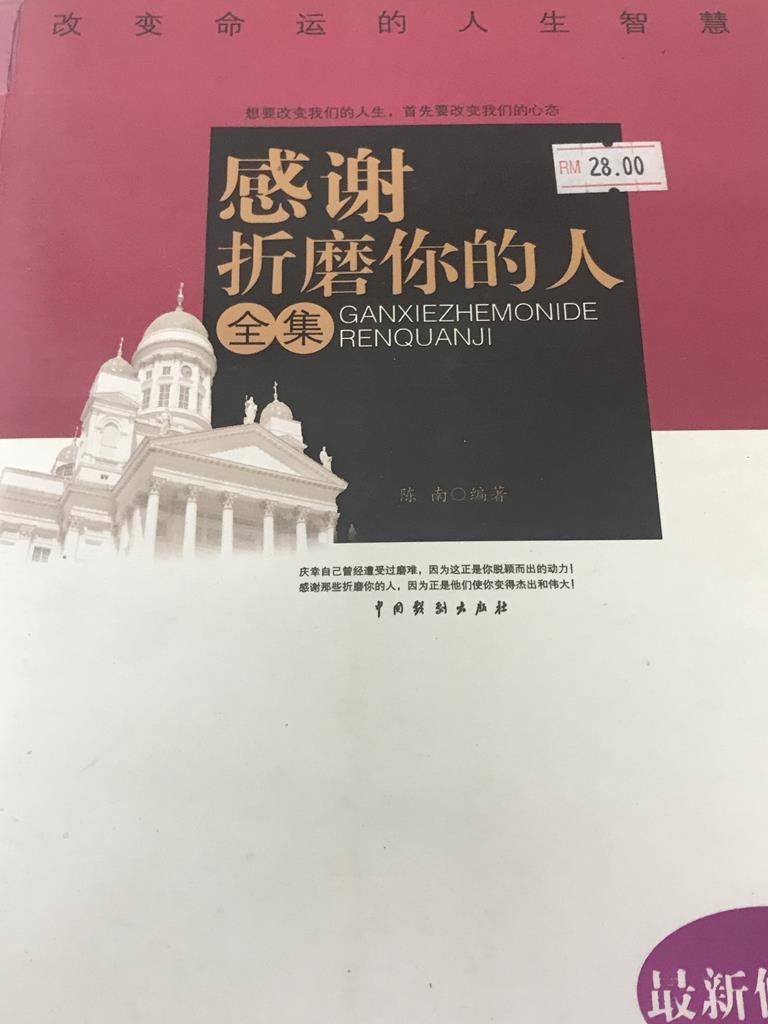 改变命运的人生智慧
想要改变我们的人生，首先要改变我们的心态
RM 28.00
感谢
折磨你的人
全集
GANXIEZHEMONIDE
RENQUANJI
陈 南○编著
庆幸自己曾经遭受过磨难，因为这正是你脱颖而出的动力！
感谢那些折磨你的人，因为正是他们使你变得杰出和伟大！
中国戏剧出版社
最新